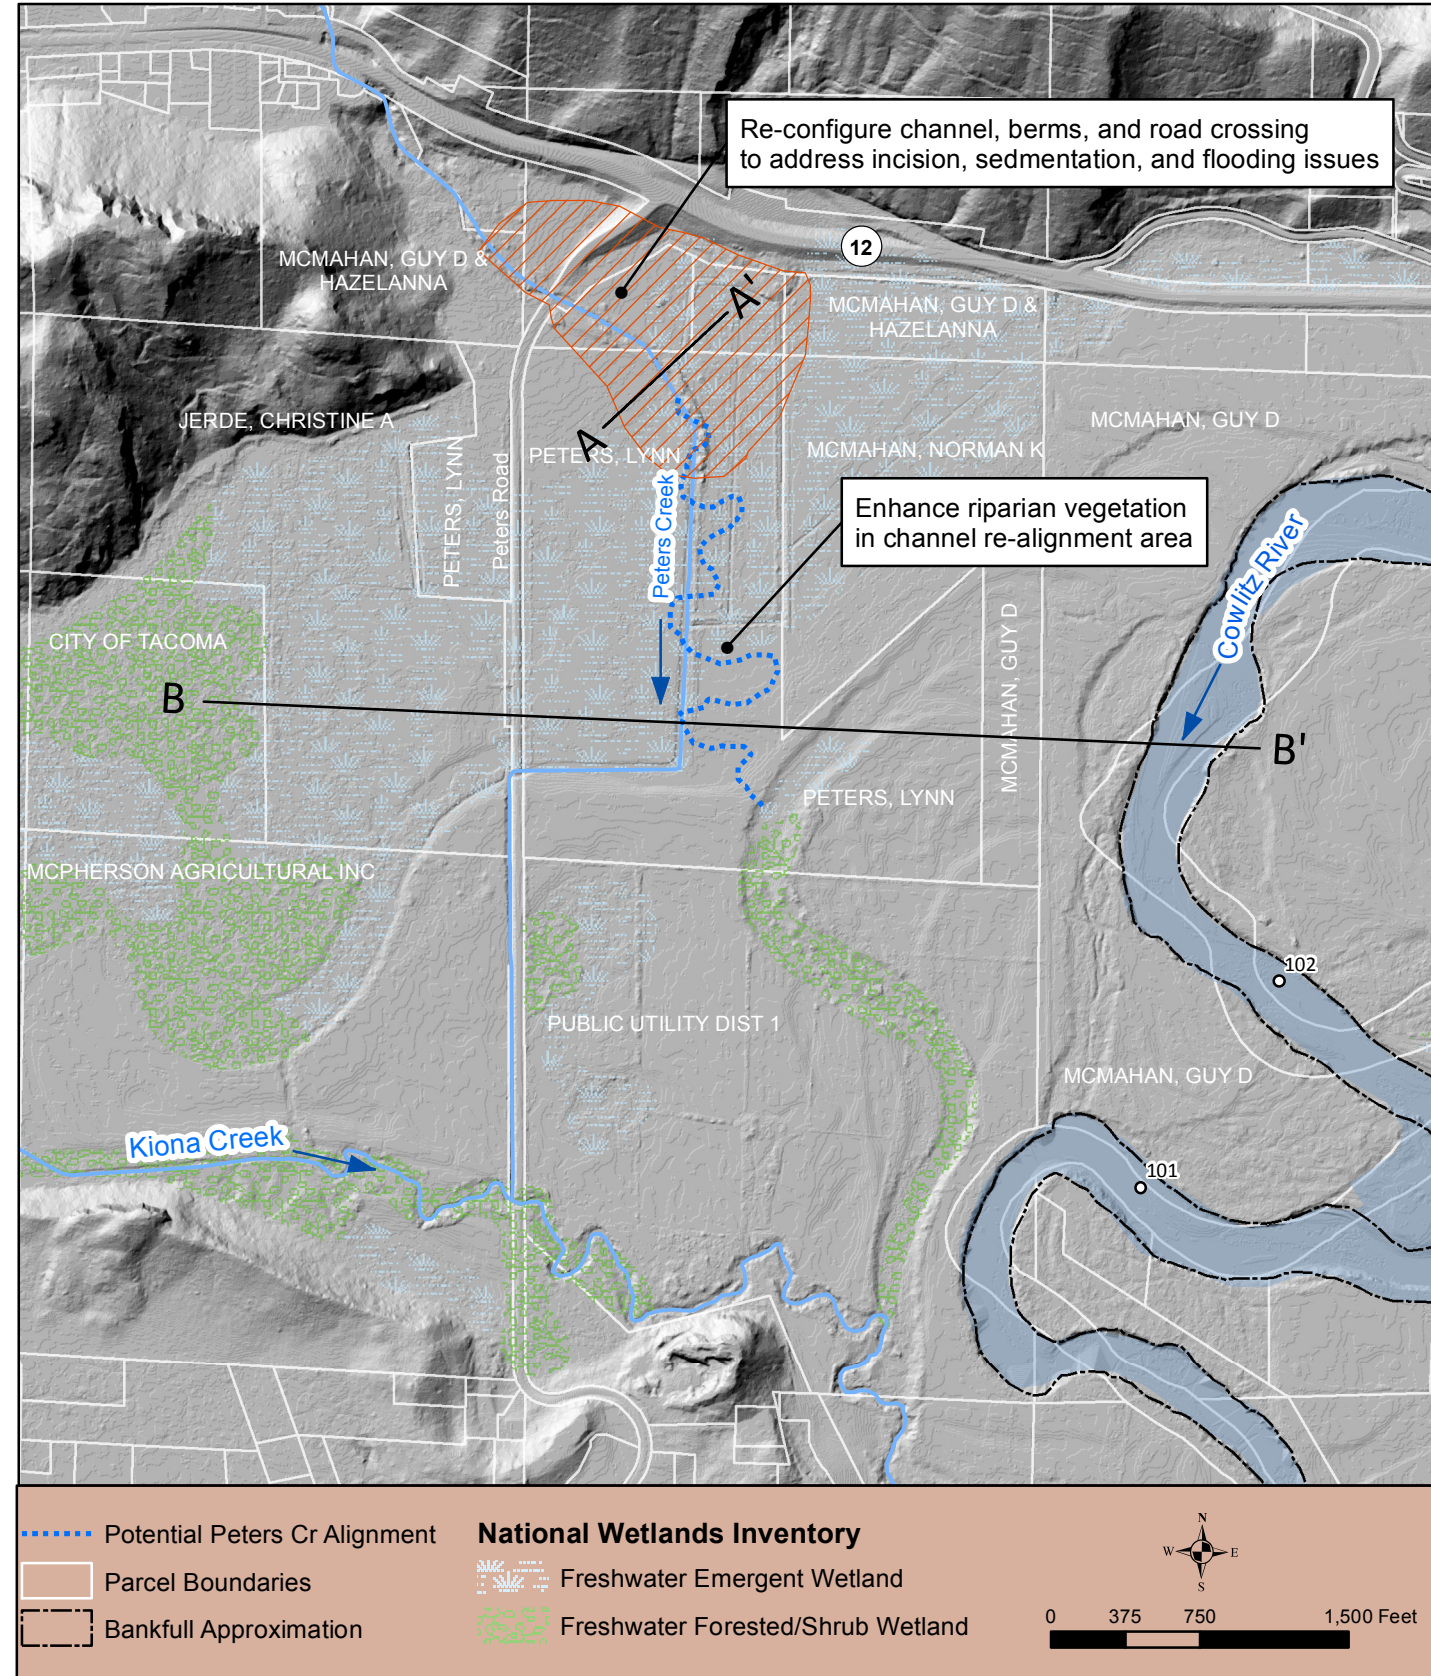 Re-configure channel, berms, and road crossing
to address incision, sedmentation, and flooding issues
12
MCMAHAN, GUY D &
HAZELANNA
A'
MCMAHAN, GUY D &
HAZELANNA
JERDE, CHRISTINE A
A
MCMAHAN, GUY D
PETERS, LYNN
MCMAHAN, NORMAN K
PETERS, LYNN
Peters Road
Peters Creek
Enhance riparian vegetation
in channel re-alignment area
Cowlitz River
CITY OF TACOMA
MCMAHAN, GUY D
B
B'
PETERS, LYNN
MCPHERSON AGRICULTURAL INC
102
PUBLIC UTILITY DIST 1
MCMAHAN, GUY D
Kiona Creek
101
Potential Peters Cr Alignment
Parcel Boundaries
Bankfull Approximation
National Wetlands Inventory
Freshwater Emergent Wetland
Freshwater Forested/Shrub Wetland
N
W E
S
0 375 750 1,500 Feet